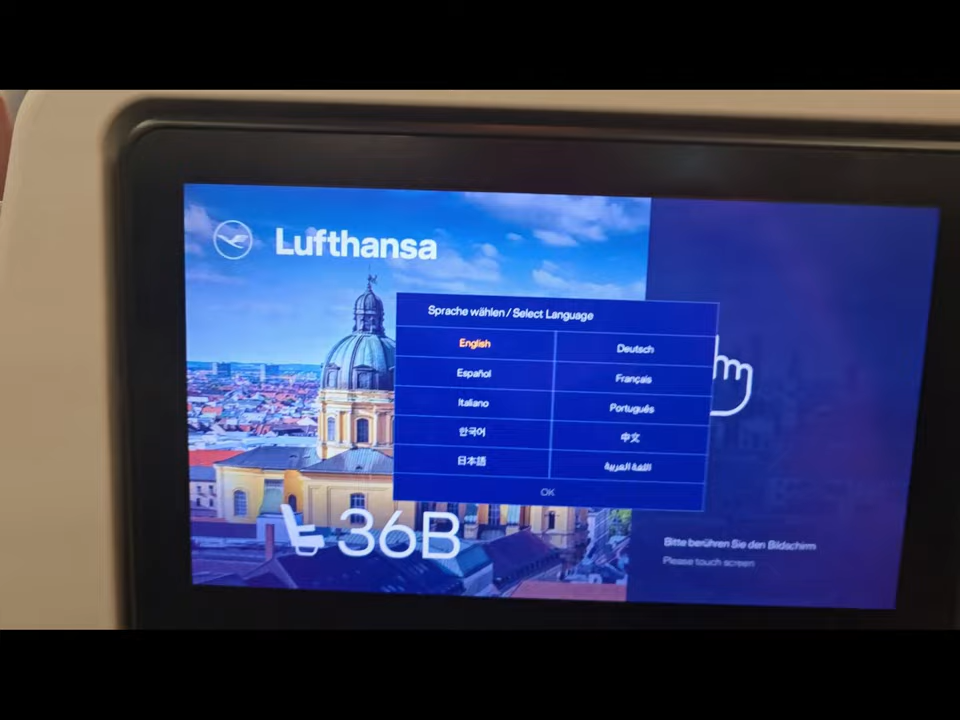 Lufthansa
Sprache wählen / Select Language
English
Deutsch
Español
Français
Italiano
Português
한국어
中文
日本語
اللغة العربية
OK
36B
Bitte berühren Sie den Bildschirm
Please touch screen